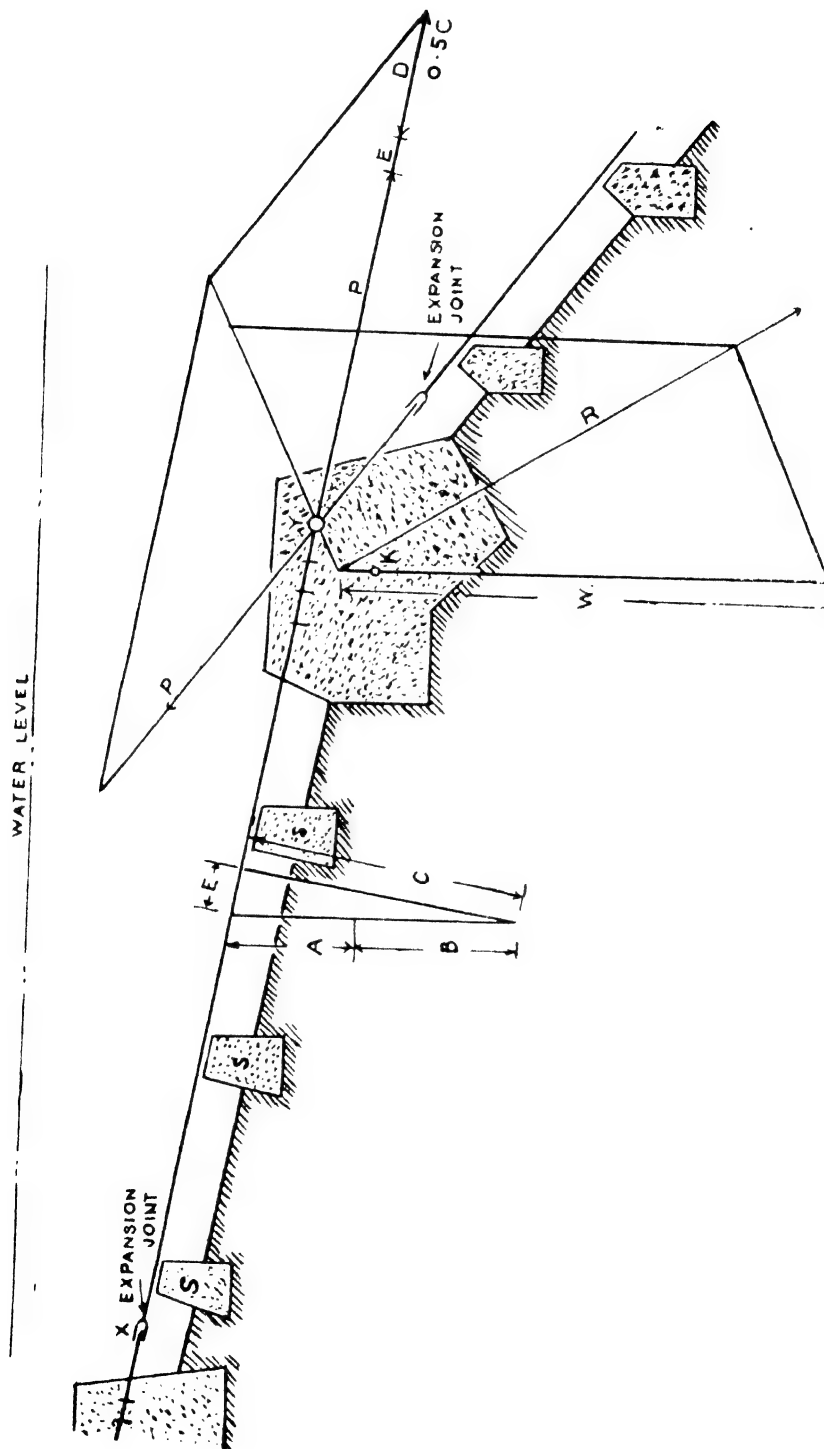 WATER LEVEL
X EXPANSION
JOINT
S
S
S
E
A
B
C
P
Y
K
W
R
EXPANSION
JOINT
P
E
D
0.5C